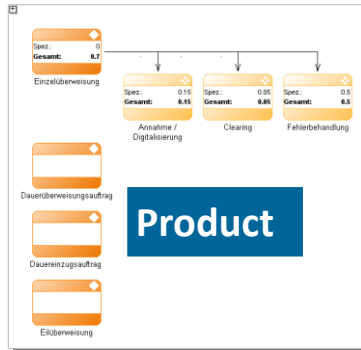 Spez.: 0
Gesamt: 0.7
Einzelüberweisung
Spez.: 0.15
Gesamt: 0.15
Annahme /
Digitalisierung
Spez.: 0.05
Gesamt: 0.05
Clearing
Spez.: 0.5
Gesamt: 0.5
Fehlerbehandlung
Dauerüberweisungsauftrag
Product
Dauereinzugsauftrag
Eilüberweisung